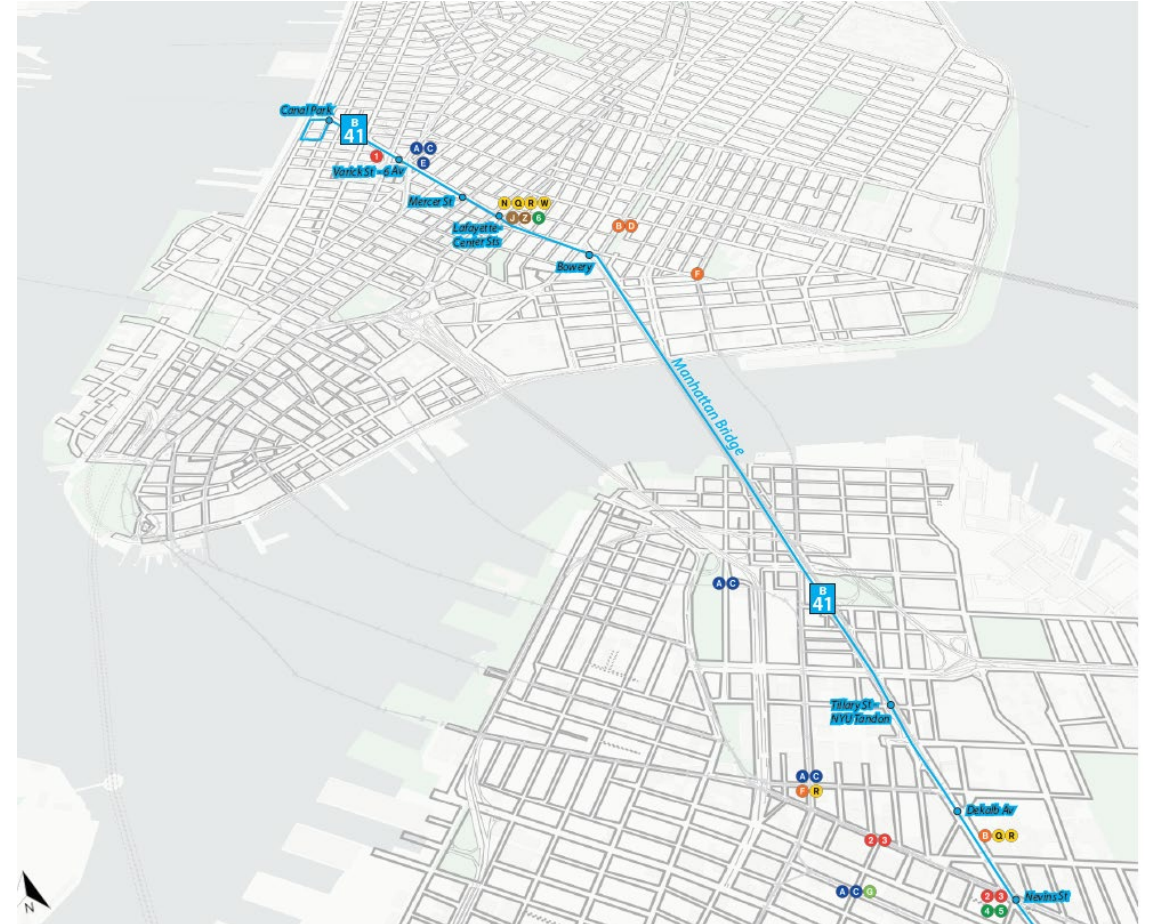 Canal Park
B
41
A C
1
E
Varick St - 6 Av
Mercer St
N Q R W
J Z 6
Lafayette -
Center Sts
B D
Bowery
F
Manhattan Bridge
A C
B
41
Tillary St -
NYU Tandon
A C
F R
Dekalb Av
B Q R
2 3
A C G
2 3
Nevins St
4 5
N